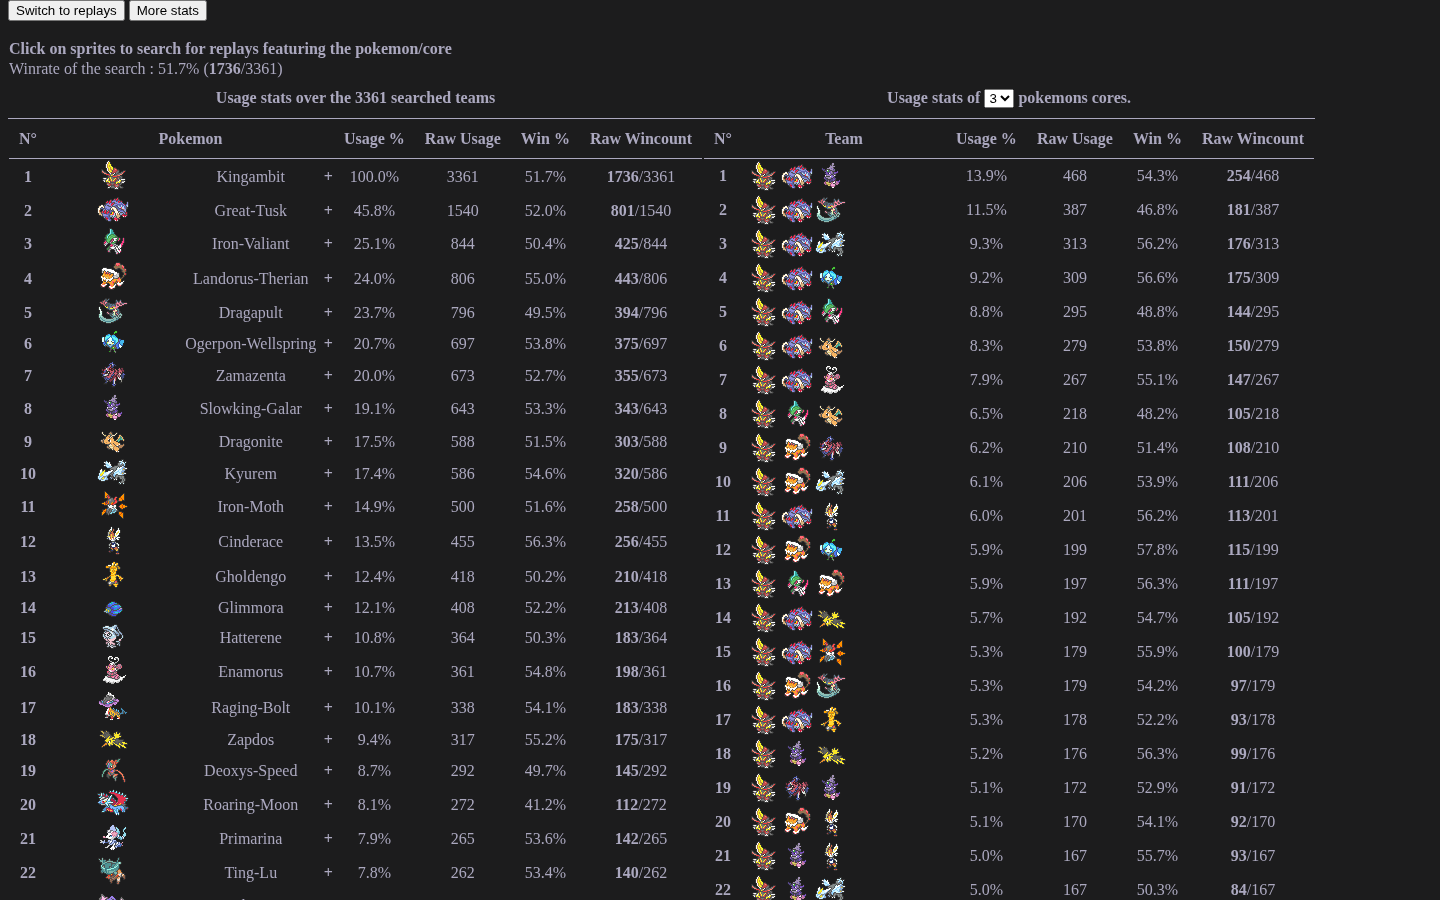 Switch to replays More stats
Click on sprites to search for replays featuring the pokemon/core
Winrate of the search : 51.7% (1736/3361)
Usage stats over the 3361 searched teams
N° Pokemon Usage % Raw Usage Win % Raw Wincount
1 Kingambit + 100.0% 3361 51.7% 1736/3361
2 Great-Tusk + 45.8% 1540 52.0% 801/1540
3 Iron-Valiant + 25.1% 844 50.4% 425/844
4 Landorus-Therian + 24.0% 806 55.0% 443/806
5 Dragapult + 23.7% 796 49.5% 394/796
6 Ogerpon-Wellspring + 20.7% 697 53.8% 375/697
7 Zamazenta + 20.0% 673 52.7% 355/673
8 Slowking-Galar + 19.1% 643 53.3% 343/643
9 Dragonite + 17.5% 588 51.5% 303/588
10 Kyurem + 17.4% 586 54.6% 320/586
11 Iron-Moth + 14.9% 500 51.6% 258/500
12 Cinderace + 13.5% 455 56.3% 256/455
13 Gholdengo + 12.4% 418 50.2% 210/418
14 Glimmora + 12.1% 408 52.2% 213/408
15 Hatterene + 10.8% 364 50.3% 183/364
16 Enamorus + 10.7% 361 54.8% 198/361
17 Raging-Bolt + 10.1% 338 54.1% 183/338
18 Zapdos + 9.4% 317 55.2% 175/317
19 Deoxys-Speed + 8.7% 292 49.7% 145/292
20 Roaring-Moon + 8.1% 272 41.2% 112/272
21 Primarina + 7.9% 265 53.6% 142/265
22 Ting-Lu + 7.8% 262 53.4% 140/262
Usage stats of 3 pokemons cores.
N° Team Usage % Raw Usage Win % Raw Wincount
1 13.9% 468 54.3% 254/468
2 11.5% 387 46.8% 181/387
3 9.3% 313 56.2% 176/313
4 9.2% 309 56.6% 175/309
5 8.8% 295 48.8% 144/295
6 8.3% 279 53.8% 150/279
7 7.9% 267 55.1% 147/267
8 6.5% 218 48.2% 105/218
9 6.2% 210 51.4% 108/210
10 6.1% 206 53.9% 111/206
11 6.0% 201 56.2% 113/201
12 5.9% 199 57.8% 115/199
13 5.9% 197 56.3% 111/197
14 5.7% 192 54.7% 105/192
15 5.3% 179 55.9% 100/179
16 5.3% 179 54.2% 97/179
17 5.3% 178 52.2% 93/178
18 5.2% 176 56.3% 99/176
19 5.1% 172 52.9% 91/172
20 5.1% 170 54.1% 92/170
21 5.0% 167 55.7% 93/167
22 5.0% 167 50.3% 84/167